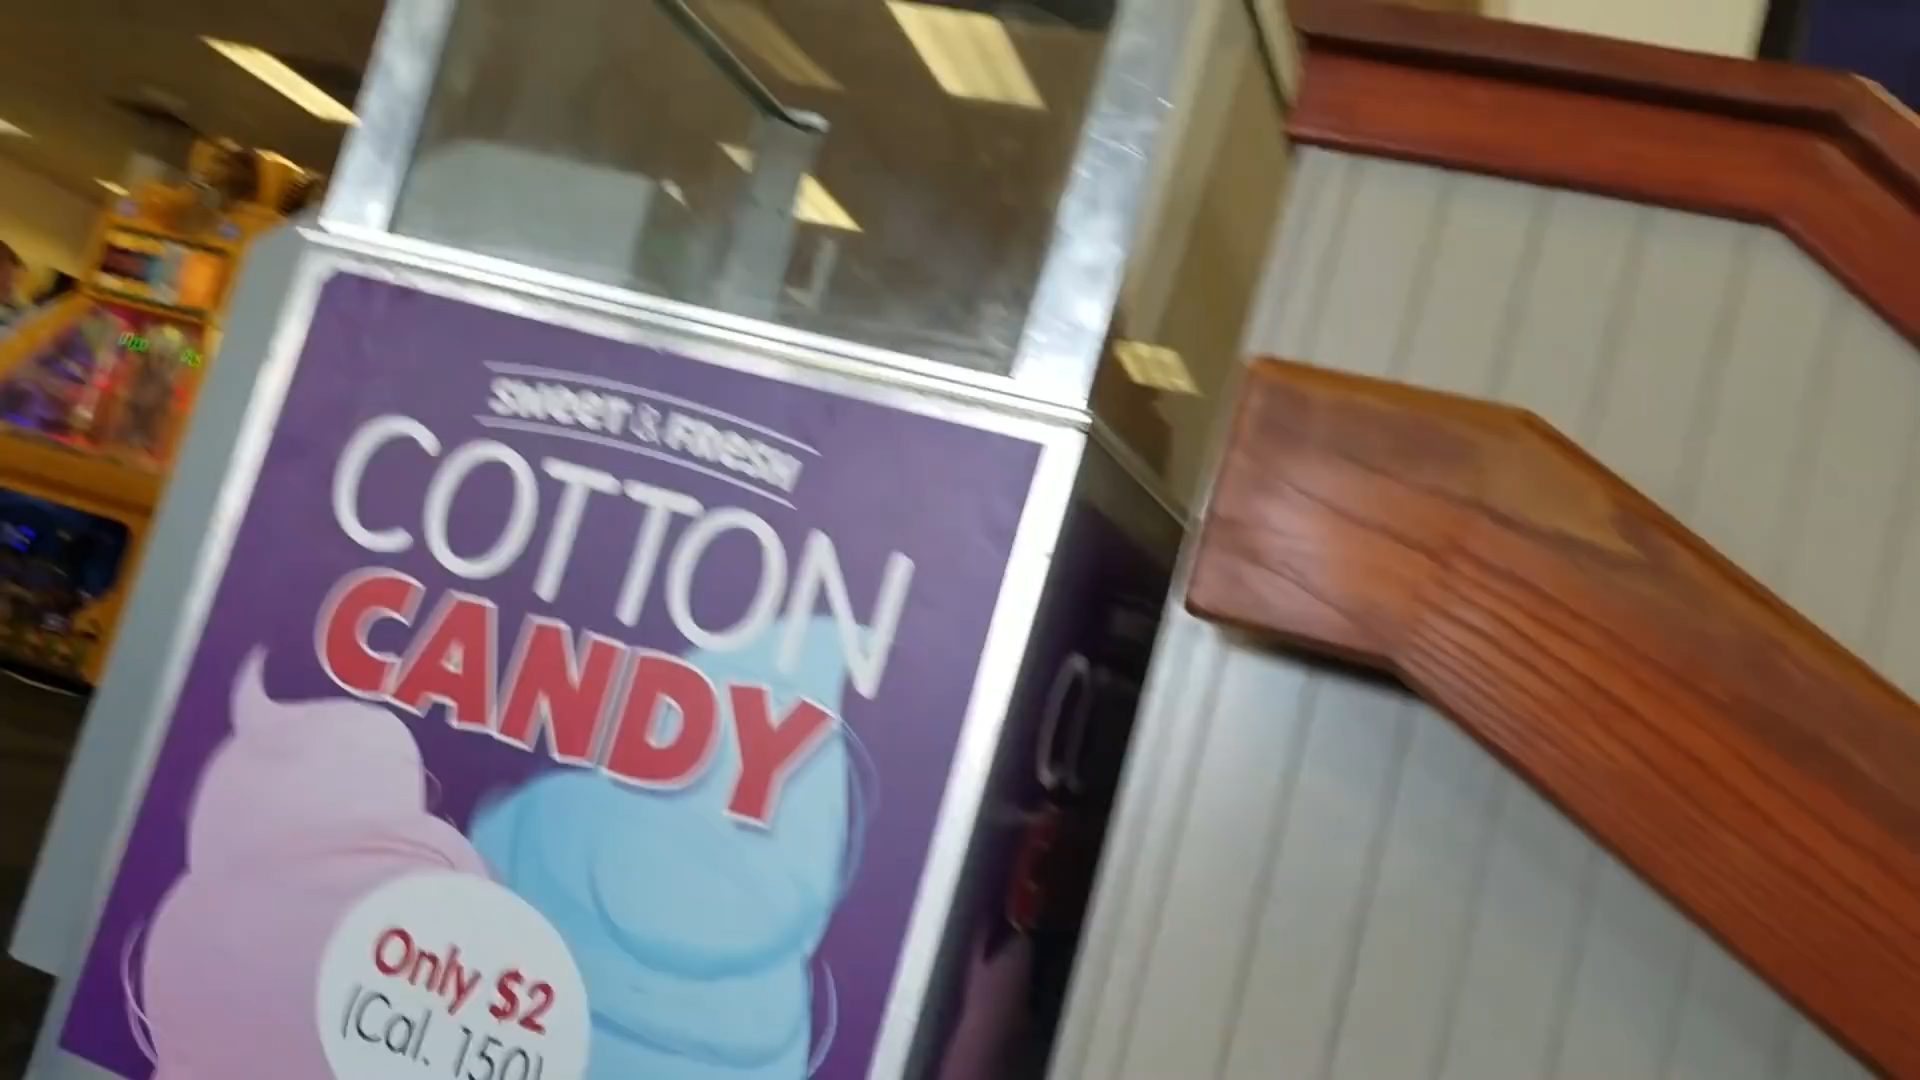 SWEET & FRESH
COTTON
CANDY
Only $2
(Cal. 150)